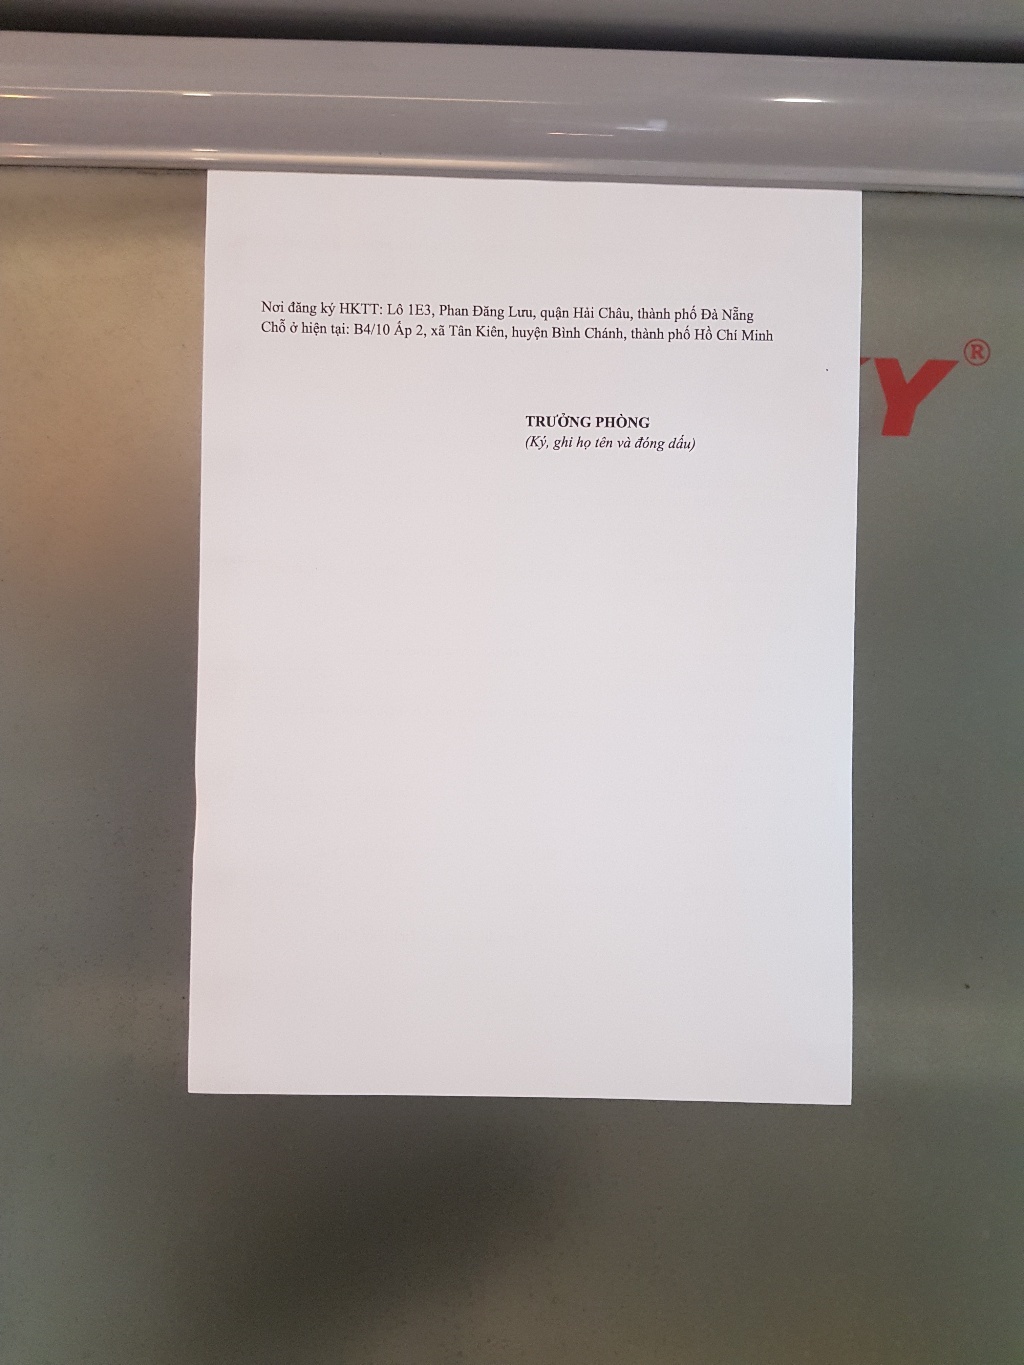 Nơi đăng ký HKTT: Lô 1E3, Phan Đăng Lưu, quận Hải Châu, thành phố Đà Nẵng
Chỗ ở hiện tại: B4/10 Ấp 2, xã Tân Kiên, huyện Bình Chánh, thành phố Hồ Chí Minh
Y®
TRƯỞNG PHÒNG
(Ký, ghi họ tên và đóng dấu)